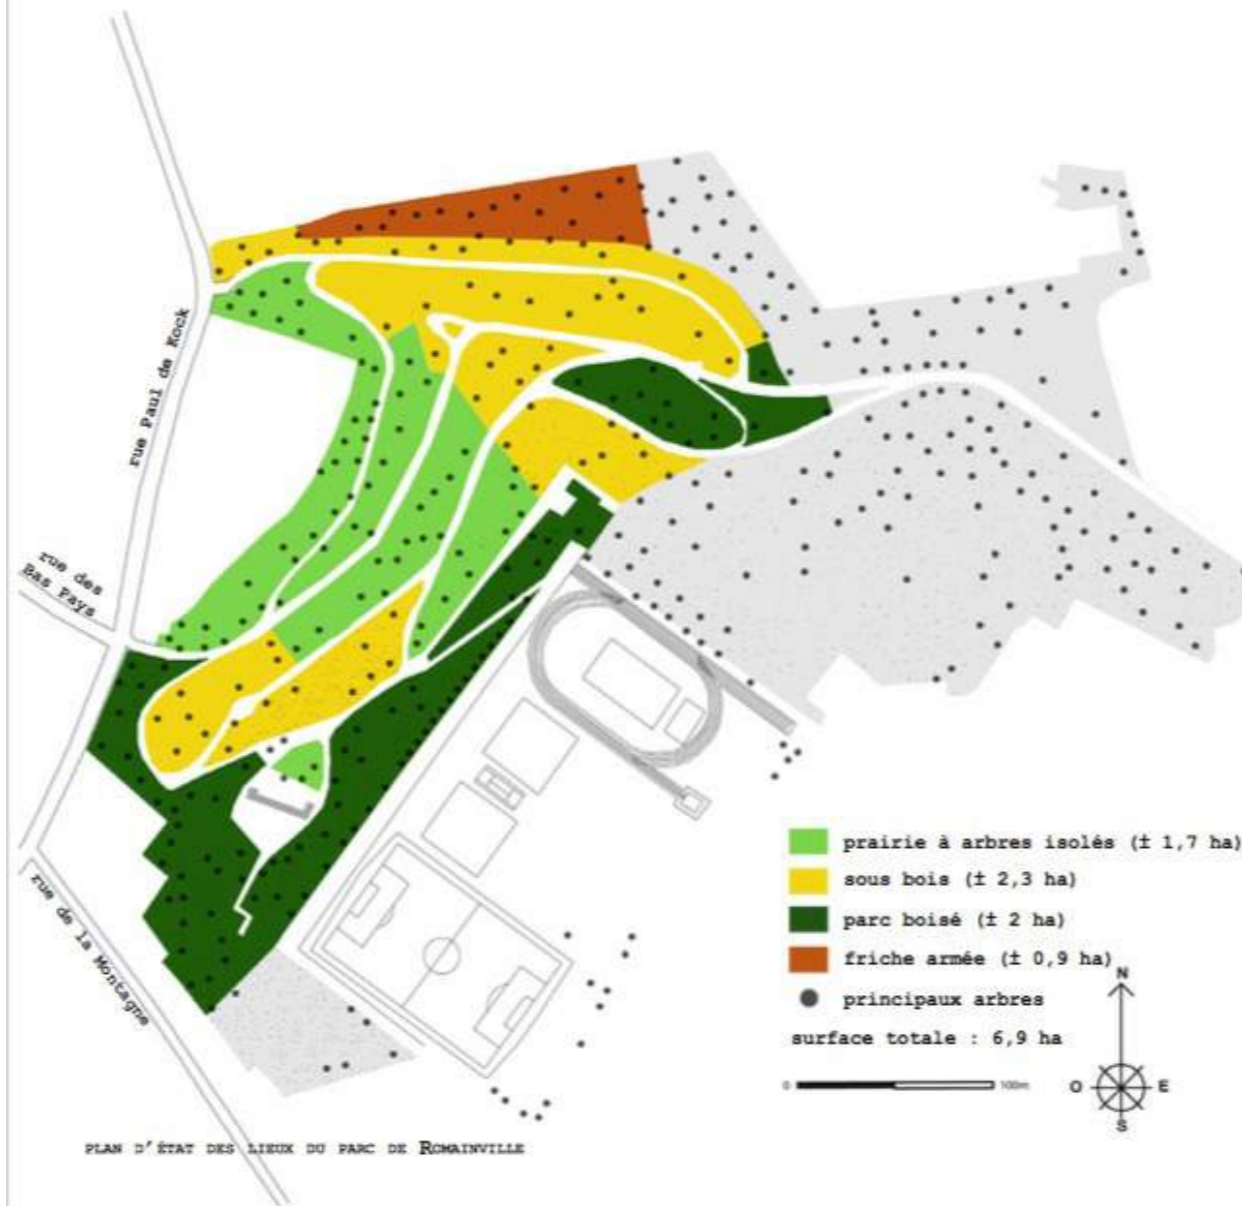 rue Paul de Kock
rue des
Bas Pays
rue de la Montagne
prairie à arbres isolés (± 1,7 ha)
sous bois (± 2,3 ha)
parc boisé (± 2 ha)
friche armée (± 0,9 ha)
principaux arbres
surface totale : 6,9 ha
0 100m
N
O E
S
PLAN D'ÉTAT DES LIEUX DU PARC DE ROMAINVILLE